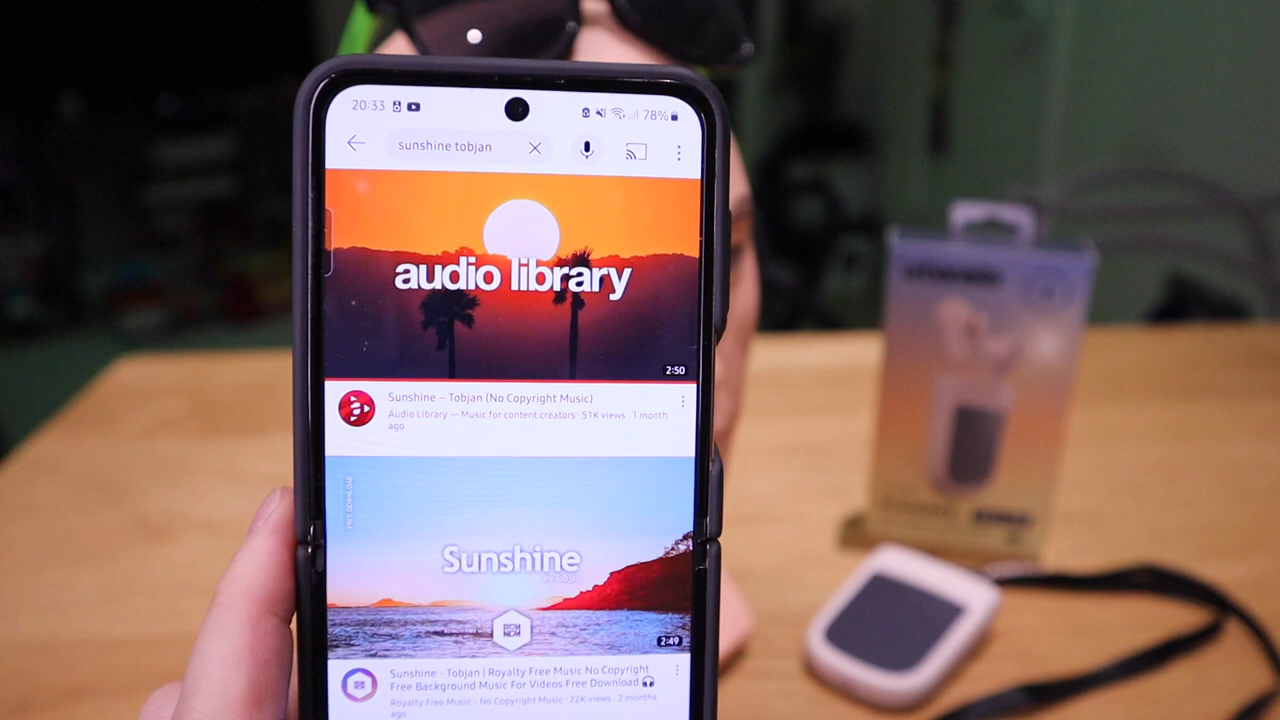 20:33
78%
sunshine tobjan
audio library
2:50
Sunshine – Tobjan (No Copyright Music)
Audio Library — Music for content creators · 51K views · 1 month
ago
FREE DOWNLOAD
Sunshine
2:49
Sunshine - Tobjan | Royalty Free Music No Copyright
Free Background Music For Videos Free Download 🎧
Royalty Free Music - No Copyright Music · 22K views · 2 months
ago